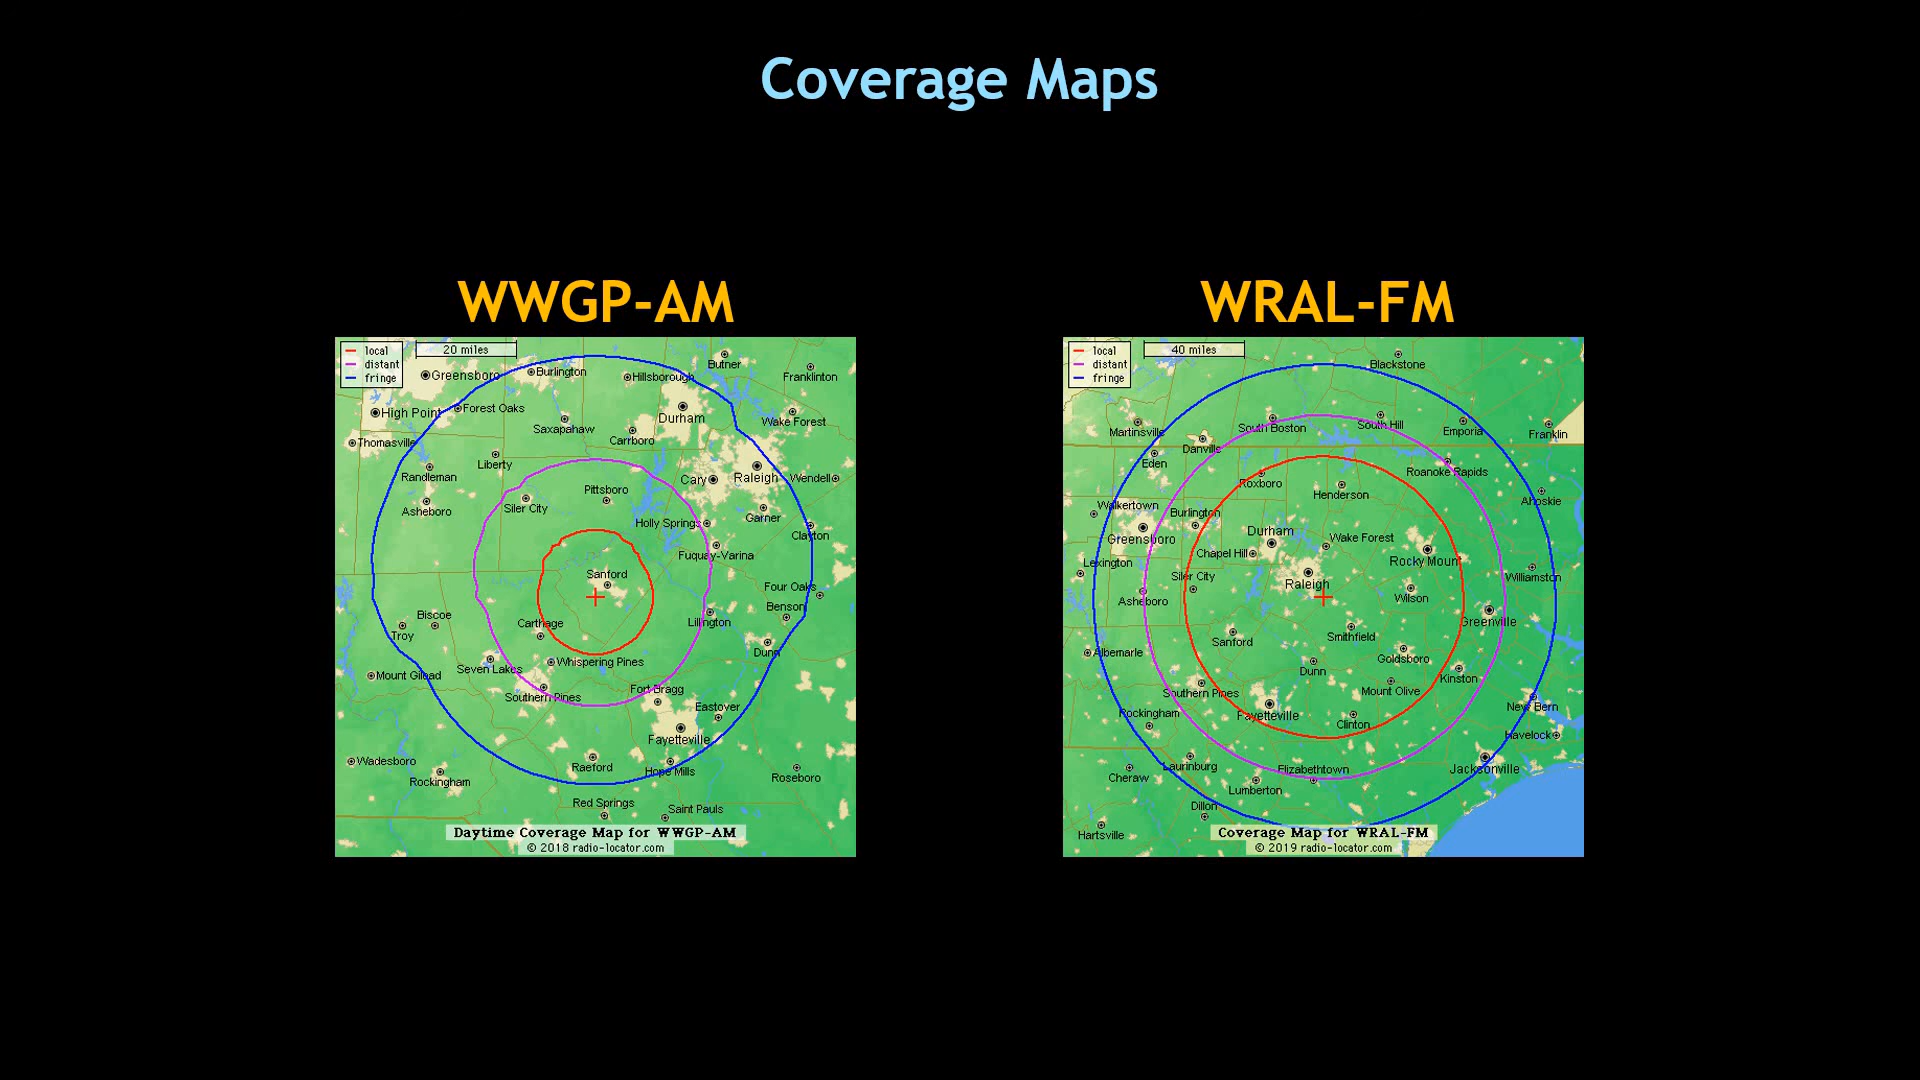 Coverage Maps
WWGP-AM
local
distant
fringe
20 miles
Greensboro
Burlington
Hillsborough
Butner
Franklinton
High Point
Forest Oaks
Saxapahaw
Carrboro
Durham
Wake Forest
Thomasville
Randleman
Liberty
Pittsboro
Cary
Raleigh
Wendell
Asheboro
Siler City
Holly Springs
Garner
Clayton
Fuquay-Varina
Sanford
Four Oaks
Benson
Biscoe
Troy
Carthage
Lillington
Dunn
Mount Gilead
Seven Lakes
Whispering Pines
Southern Pines
Fort Bragg
Eastover
Fayetteville
Wadesboro
Rockingham
Raeford
Hope Mills
Roseboro
Red Springs
Saint Pauls
Daytime Coverage Map for WWGP-AM
© 2018 radio-locator.com
WRAL-FM
local
distant
fringe
40 miles
Blackstone
Martinsville
Danville
South Boston
South Hill
Emporia
Franklin
Eden
Roxboro
Henderson
Roanoke Rapids
Ahoskie
Walkertown
Burlington
Greensboro
Durham
Wake Forest
Chapel Hill
Rocky Mount
Lexington
Siler City
Raleigh
Williamston
Asheboro
Wilson
Greenville
Sanford
Smithfield
Albemarle
Dunn
Goldsboro
Kinston
Southern Pines
Mount Olive
New Bern
Rockingham
Fayetteville
Clinton
Havelock
Cheraw
Laurinburg
Elizabethtown
Jacksonville
Lumberton
Dillon
Hartsville
Coverage Map for WRAL-FM
© 2019 radio-locator.com